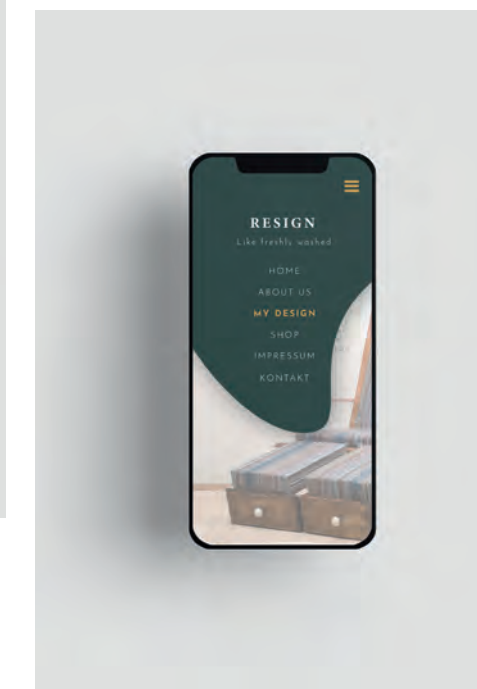 RESIGN
Like freshly washed
HOME
ABOUT US
MY DESIGN
SHOP
IMPRESSUM
KONTAKT